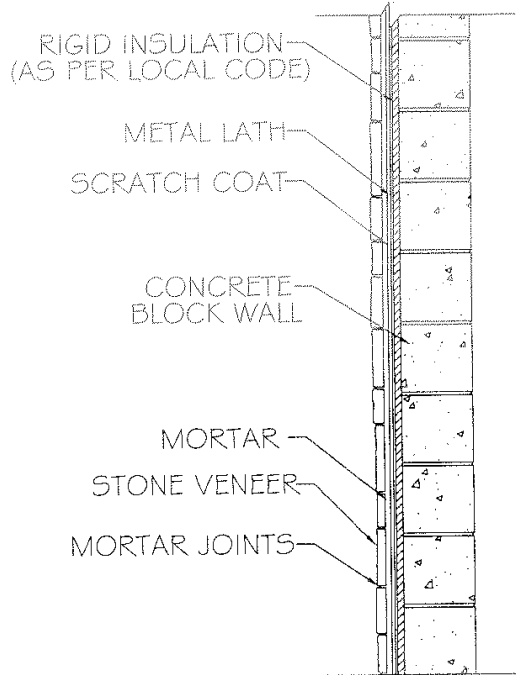 RIGID INSULATION
(AS PER LOCAL CODE)
METAL LATH
SCRATCH COAT
CONCRETE
BLOCK WALL
MORTAR
STONE VENEER
MORTAR JOINTS